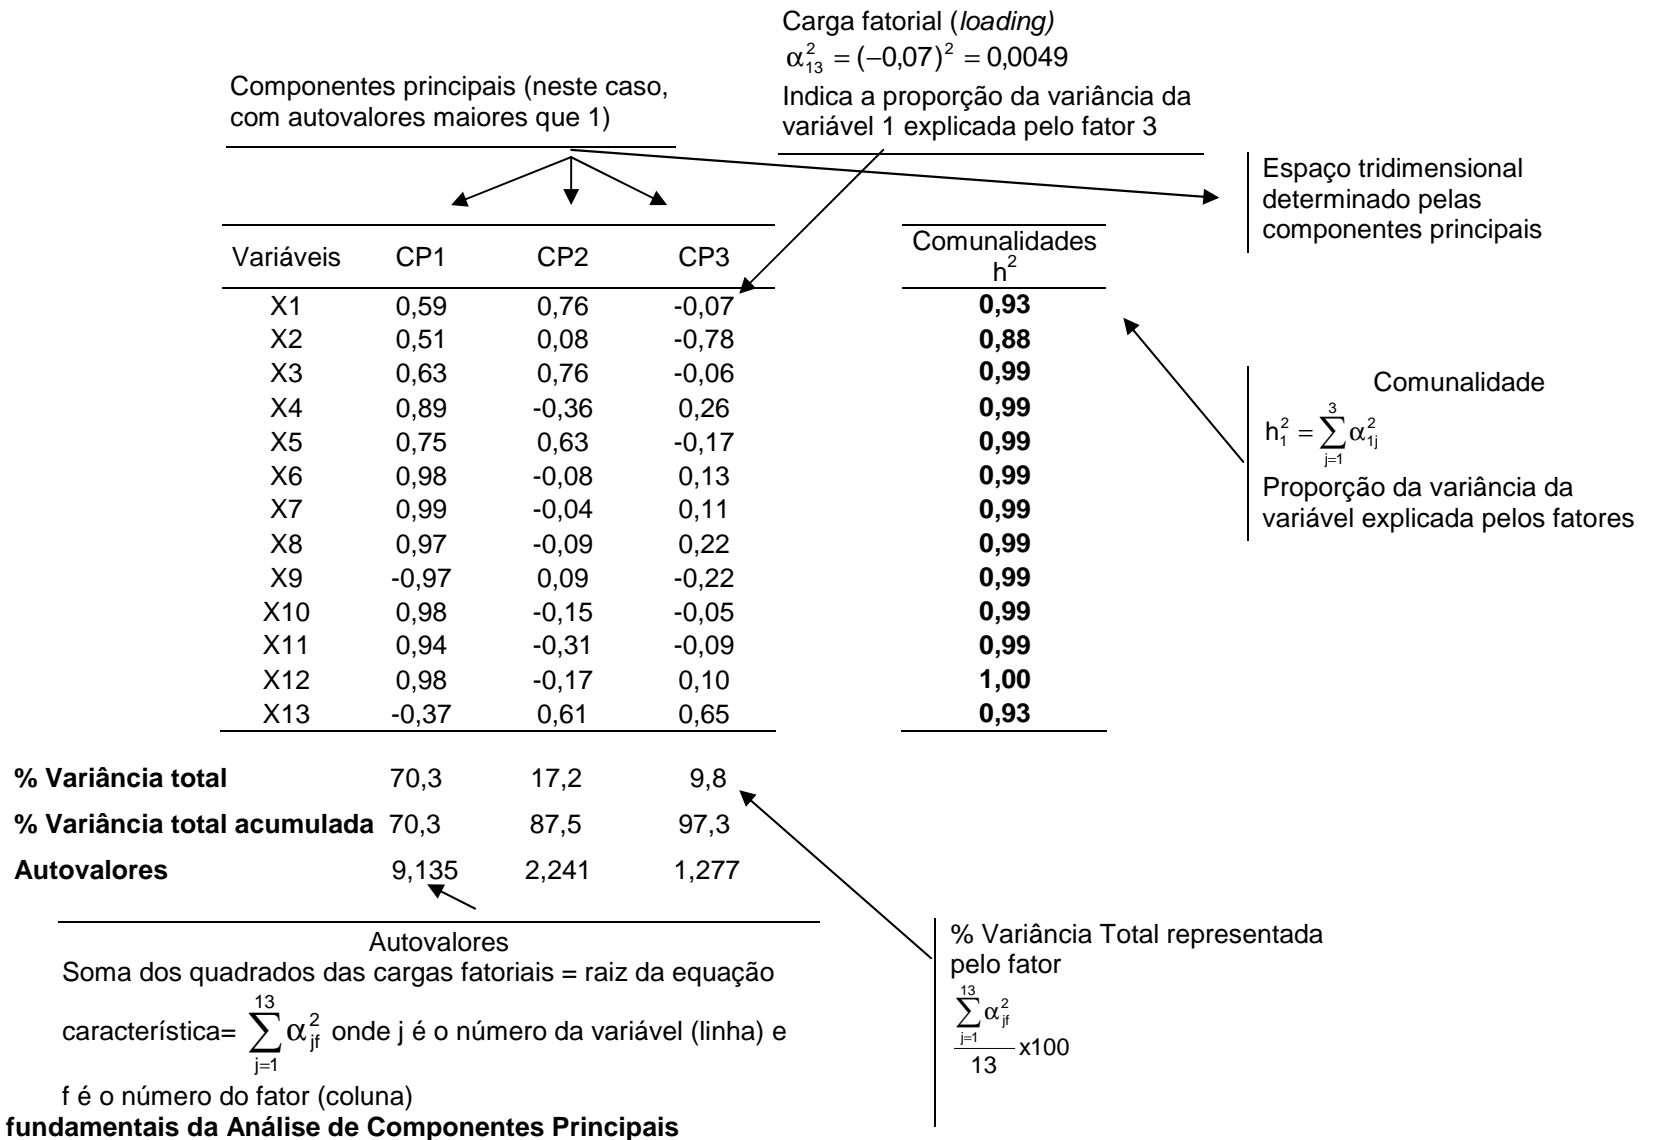 Carga fatorial (loading)
α²₁₃ = (−0,07)² = 0,0049
Indica a proporção da variância da
variável 1 explicada pelo fator 3
Componentes principais (neste caso,
com autovalores maiores que 1)
Espaço tridimensional
determinado pelas
componentes principais
Variáveis CP1 CP2 CP3 Comunalidades h²
X1 0,59 0,76 -0,07 0,93
X2 0,51 0,08 -0,78 0,88
X3 0,63 0,76 -0,06 0,99
X4 0,89 -0,36 0,26 0,99
X5 0,75 0,63 -0,17 0,99
X6 0,98 -0,08 0,13 0,99
X7 0,99 -0,04 0,11 0,99
X8 0,97 -0,09 0,22 0,99
X9 -0,97 0,09 -0,22 0,99
X10 0,98 -0,15 -0,05 0,99
X11 0,94 -0,31 -0,09 0,99
X12 0,98 -0,17 0,10 1,00
X13 -0,37 0,61 0,65 0,93
Comunalidade
h²₁ = ∑³ⱼ₌₁ α²₁ⱼ
Proporção da variância da
variável explicada pelos fatores
% Variância total 70,3 17,2 9,8
% Variância total acumulada 70,3 87,5 97,3
Autovalores 9,135 2,241 1,277
Autovalores
Soma dos quadrados das cargas fatoriais = raiz da equação
característica= ∑¹³ⱼ₌₁ α²jf onde j é o número da variável (linha) e
f é o número do fator (coluna)
% Variância Total representada
pelo fator
∑¹³ⱼ₌₁ α²jf / 13 x100
fundamentais da Análise de Componentes Principais